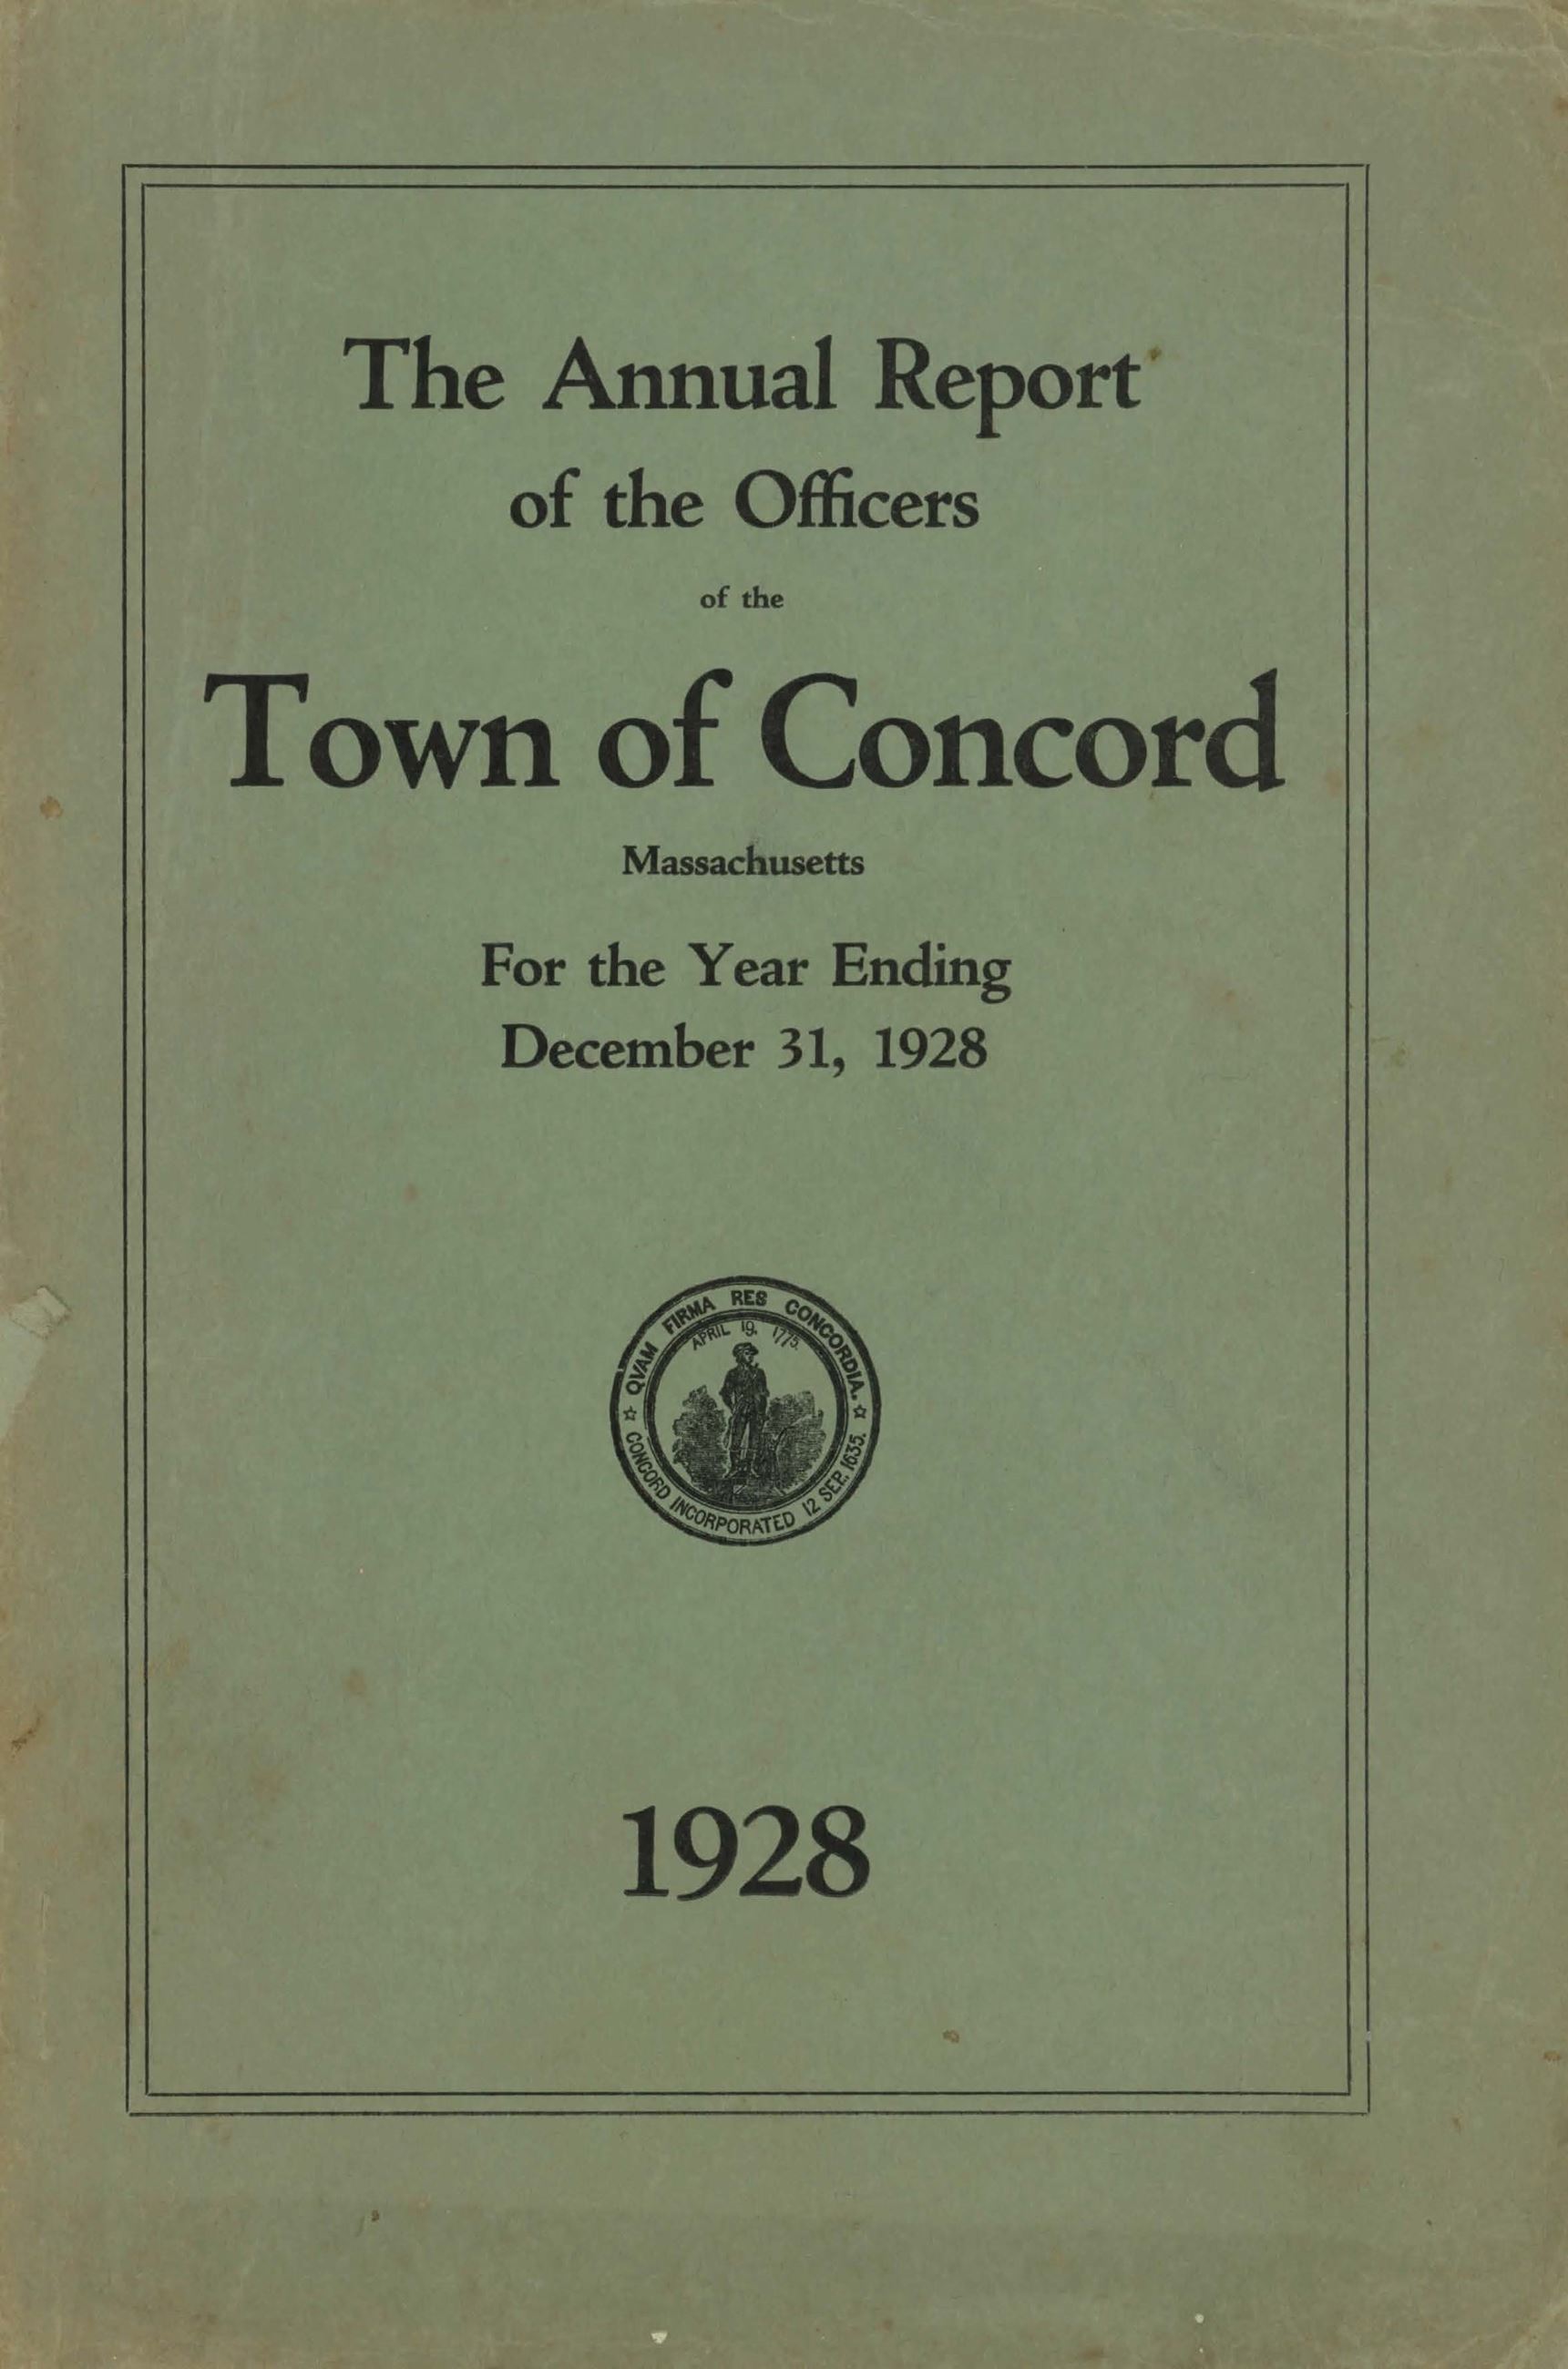 The Annual Report
of the Officers
of the
Town of Concord
Massachusetts
For the Year Ending
December 31, 1928
QVAM FIRMA RES CONCORDIA.
APRIL 19, 1775.
CONCORD INCORPORATED 12 SEP. 1635.
1928